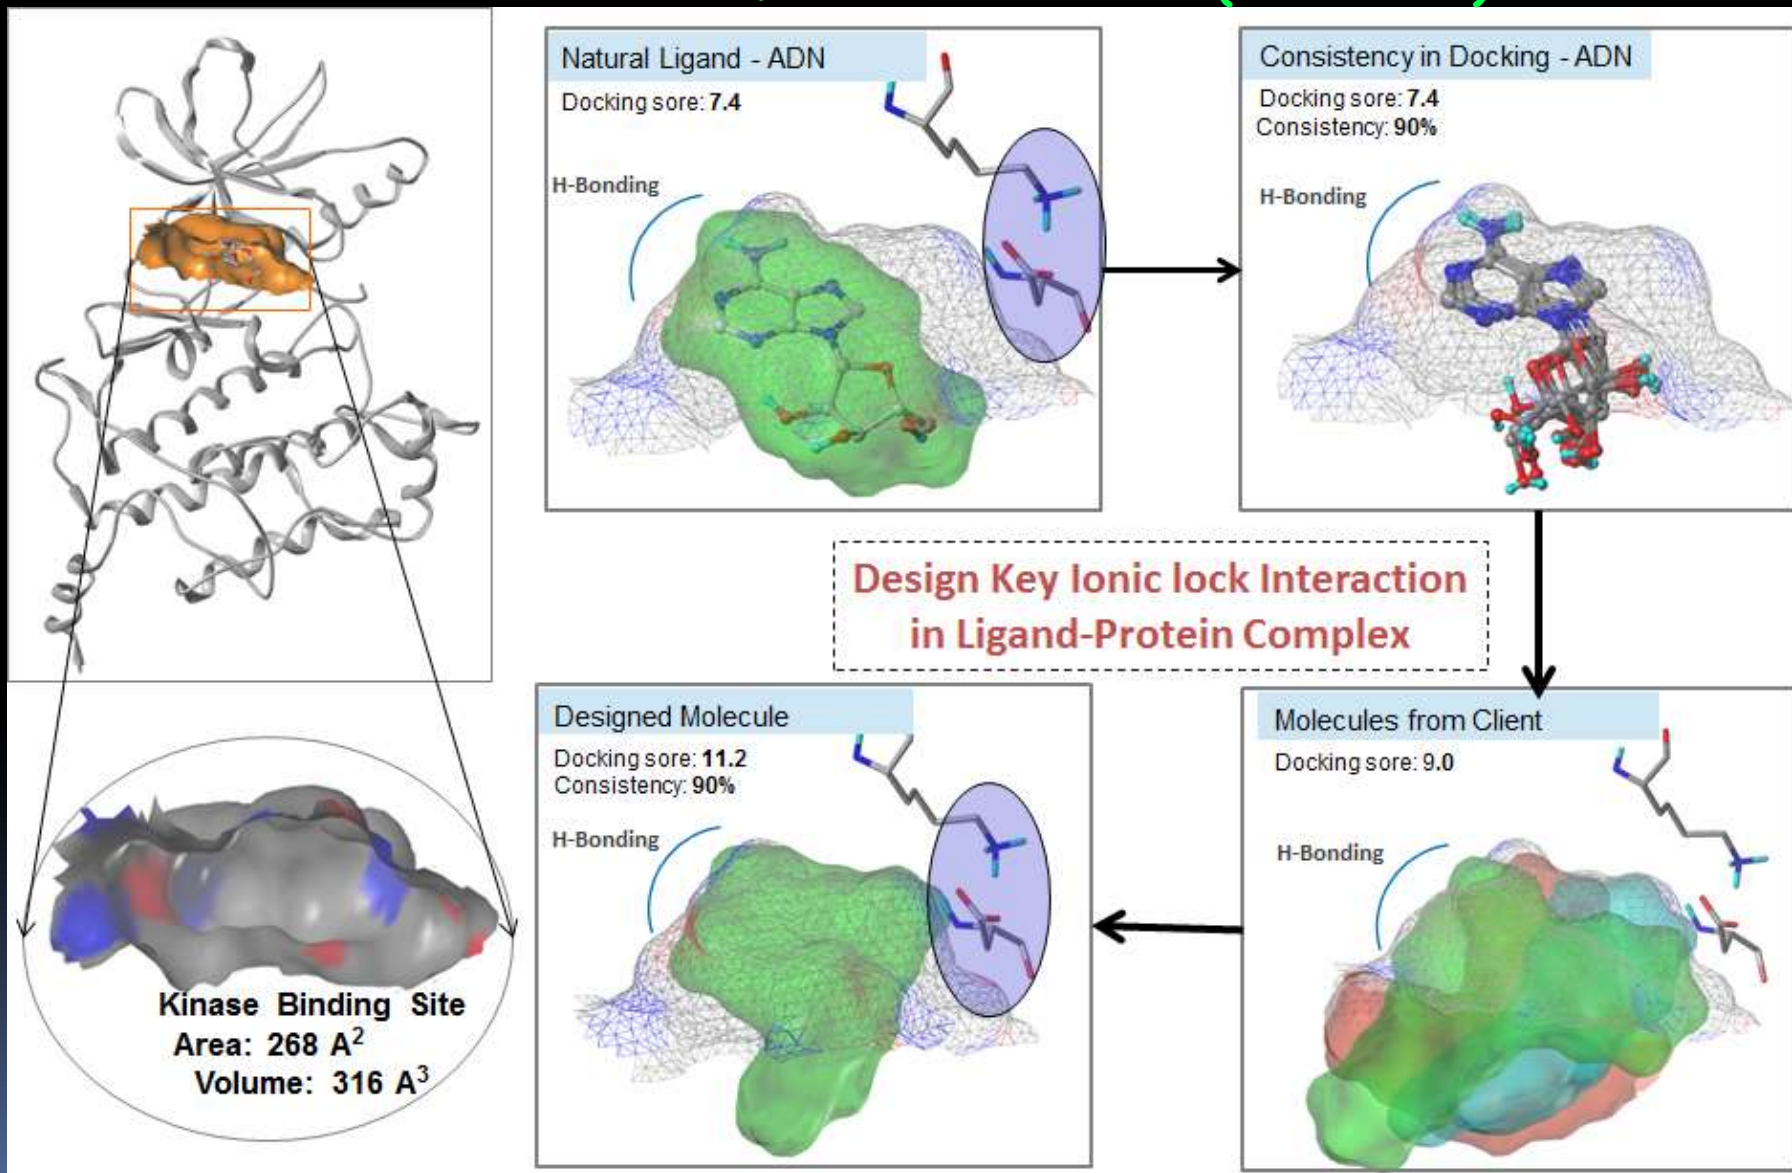 Natural Ligand - ADN
Docking sore: 7.4
H-Bonding
Consistency in Docking - ADN
Docking sore: 7.4
Consistency: 90%
H-Bonding
Design Key Ionic lock Interaction
in Ligand-Protein Complex
Designed Molecule
Docking sore: 11.2
Consistency: 90%
H-Bonding
Molecules from Client
Docking sore: 9.0
H-Bonding
Kinase Binding Site
Area: 268 A²
Volume: 316 A³